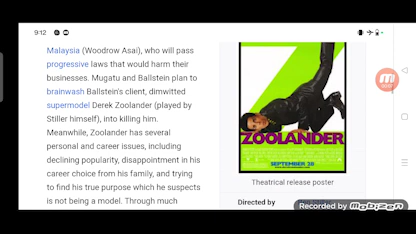 9:12
Malaysia (Woodrow Asai), who will pass
progressive laws that would harm their
businesses. Mugatu and Ballstein plan to
brainwash Ballstein's client, dimwitted
supermodel Derek Zoolander (played by
Stiller himself), into killing him.
Meanwhile, Zoolander has several
personal and career issues, including
declining popularity, disappointment in his
career choice from his family, and trying
to find his true purpose which he suspects
is not being a model. Through much
ZOOLANDER
SEPTEMBER 28
Theatrical release poster
Directed by
Recorded by MOBIZEN